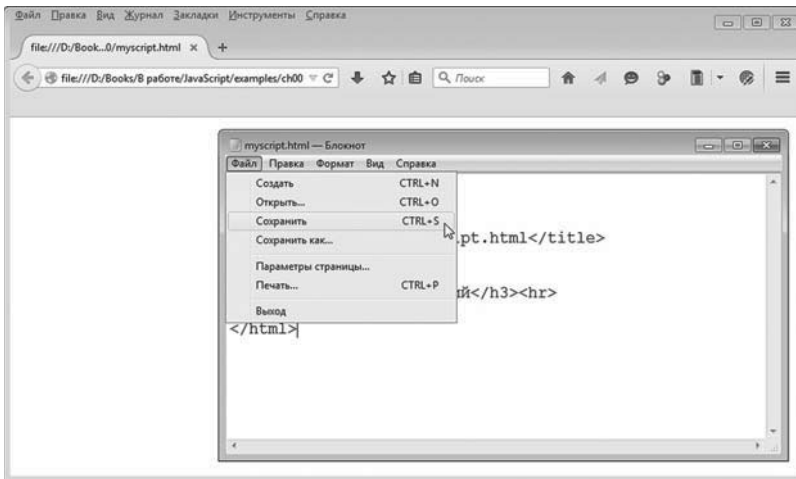 Файл Правка Вид Журнал Закладки Инструменты Справка
file:///D:/Book...0/myscript.html × +
file:///D:/Books/В работе/JavaScript/examples/ch00 Поиск
myscript.html — Блокнот
Файл Правка Формат Вид Справка
Создать CTRL+N
Открыть... CTRL+O
Сохранить CTRL+S
Сохранить как...
pt.html</title>
Параметры страницы...
Печать... CTRL+P
ий</h3><hr>
Выход
</html>